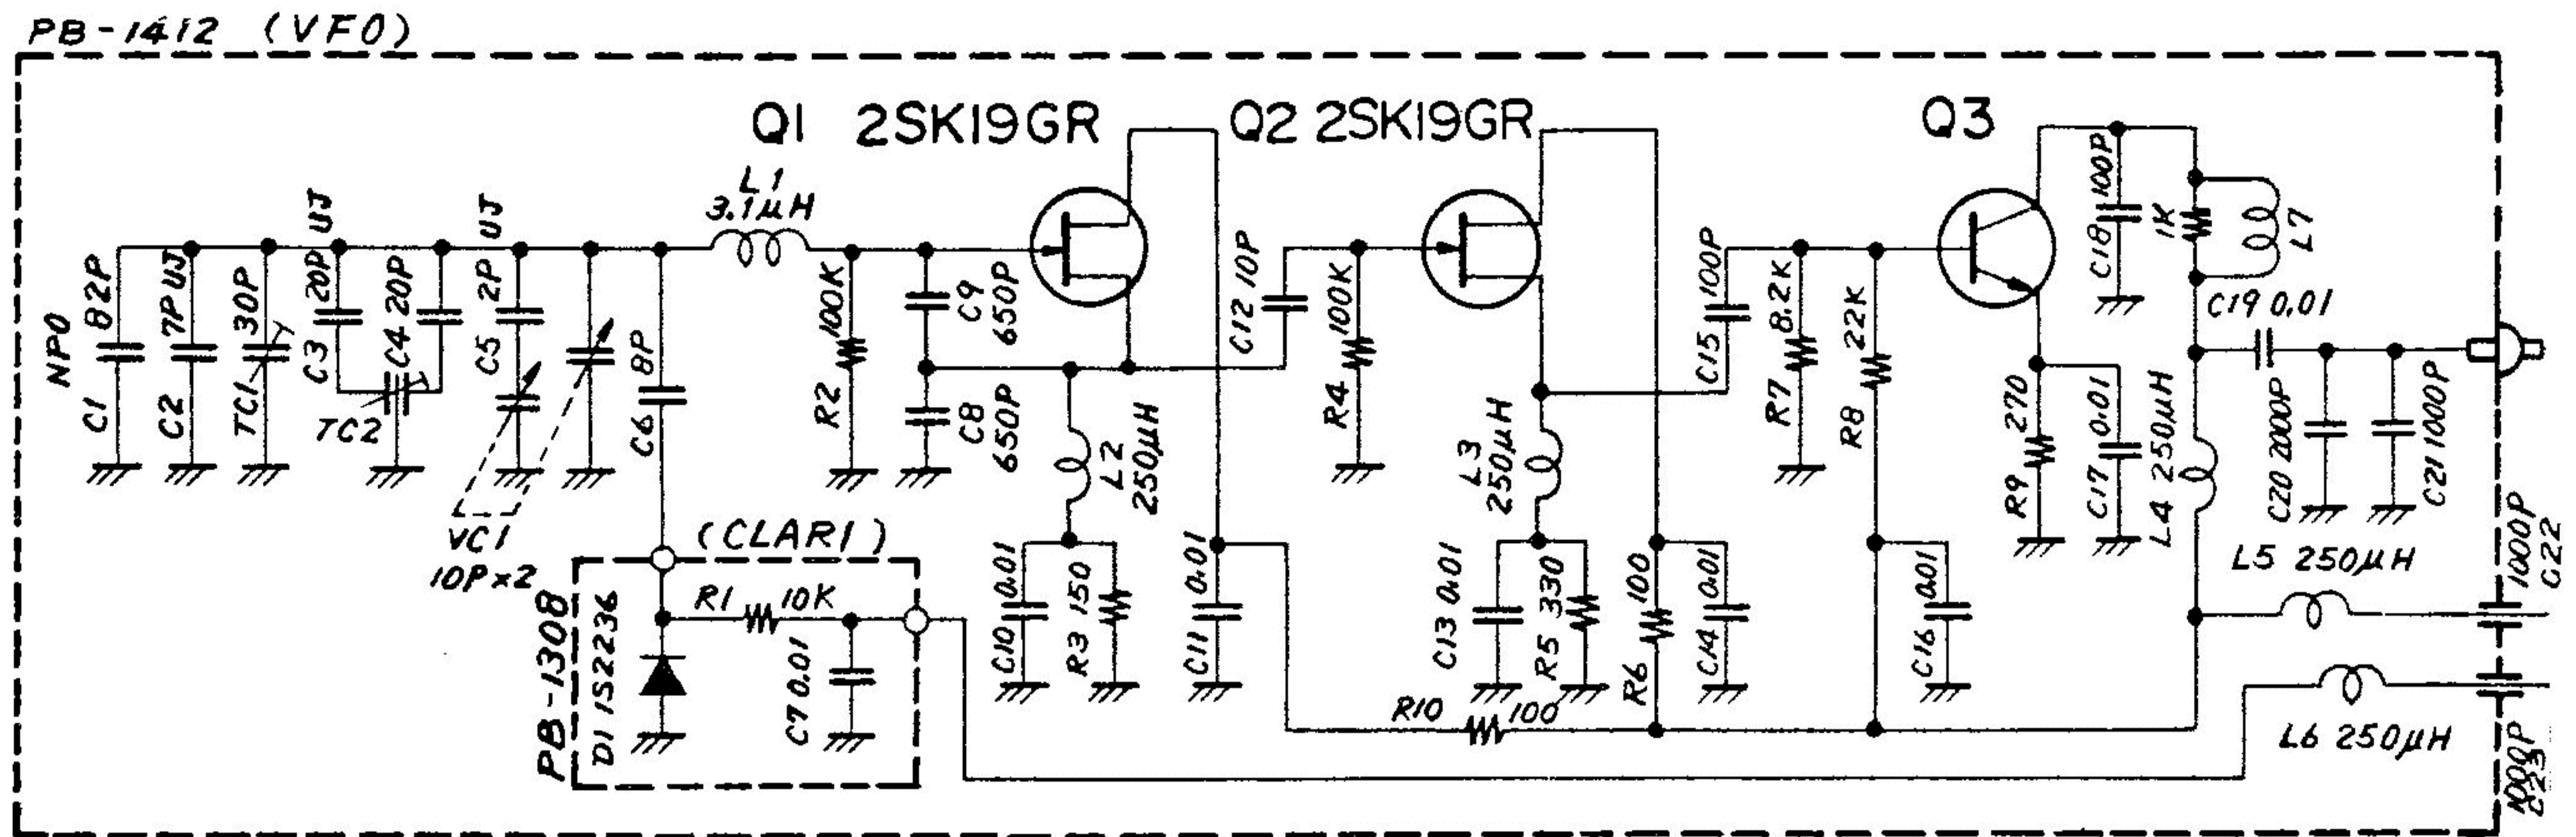 PB-1412 (VFO)
Q1 2SK19GR
Q2 2SK19GR
Q3
NPO
C1 82P
C2 7P UJ
TC1 30P
C3 20P UJ
C4 20P
TC2
C5 2P UJ
VC1
10P×2
C6 8P
L1
3.1μH
R2 100K
C9
650P
C8
650P
L2
250μH
C12 10P
R4 100K
L3
250μH
C15 100P
R7 8.2K
R8 22K
C18 100P
1K
L7
C19 0.01
R9 270
C17 0.01
L4 250μH
C20 2000P
C21 1000P
1000P
C22
L5 250μH
(CLARI)
PB-1308
D1 1S2236
R1 10K
C7 0.01
C10 0.01
R3 150
C11 0.01
C13 0.01
R5 330
R6 100
C14 0.01
C16 0.01
R10 100
L6 250μH
1000P
C23